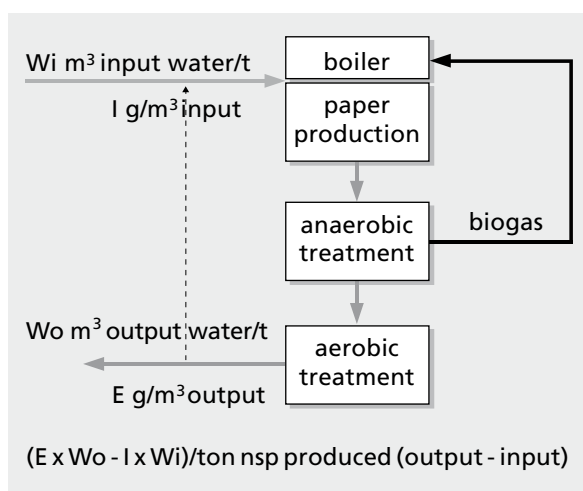 Wi m³ input water/t
I g/m³ input
boiler
paper
production
anaerobic
treatment
biogas
Wo m³ output water/t
E g/m³ output
aerobic
treatment
(E x Wo - I x Wi)/ton nsp produced (output - input)